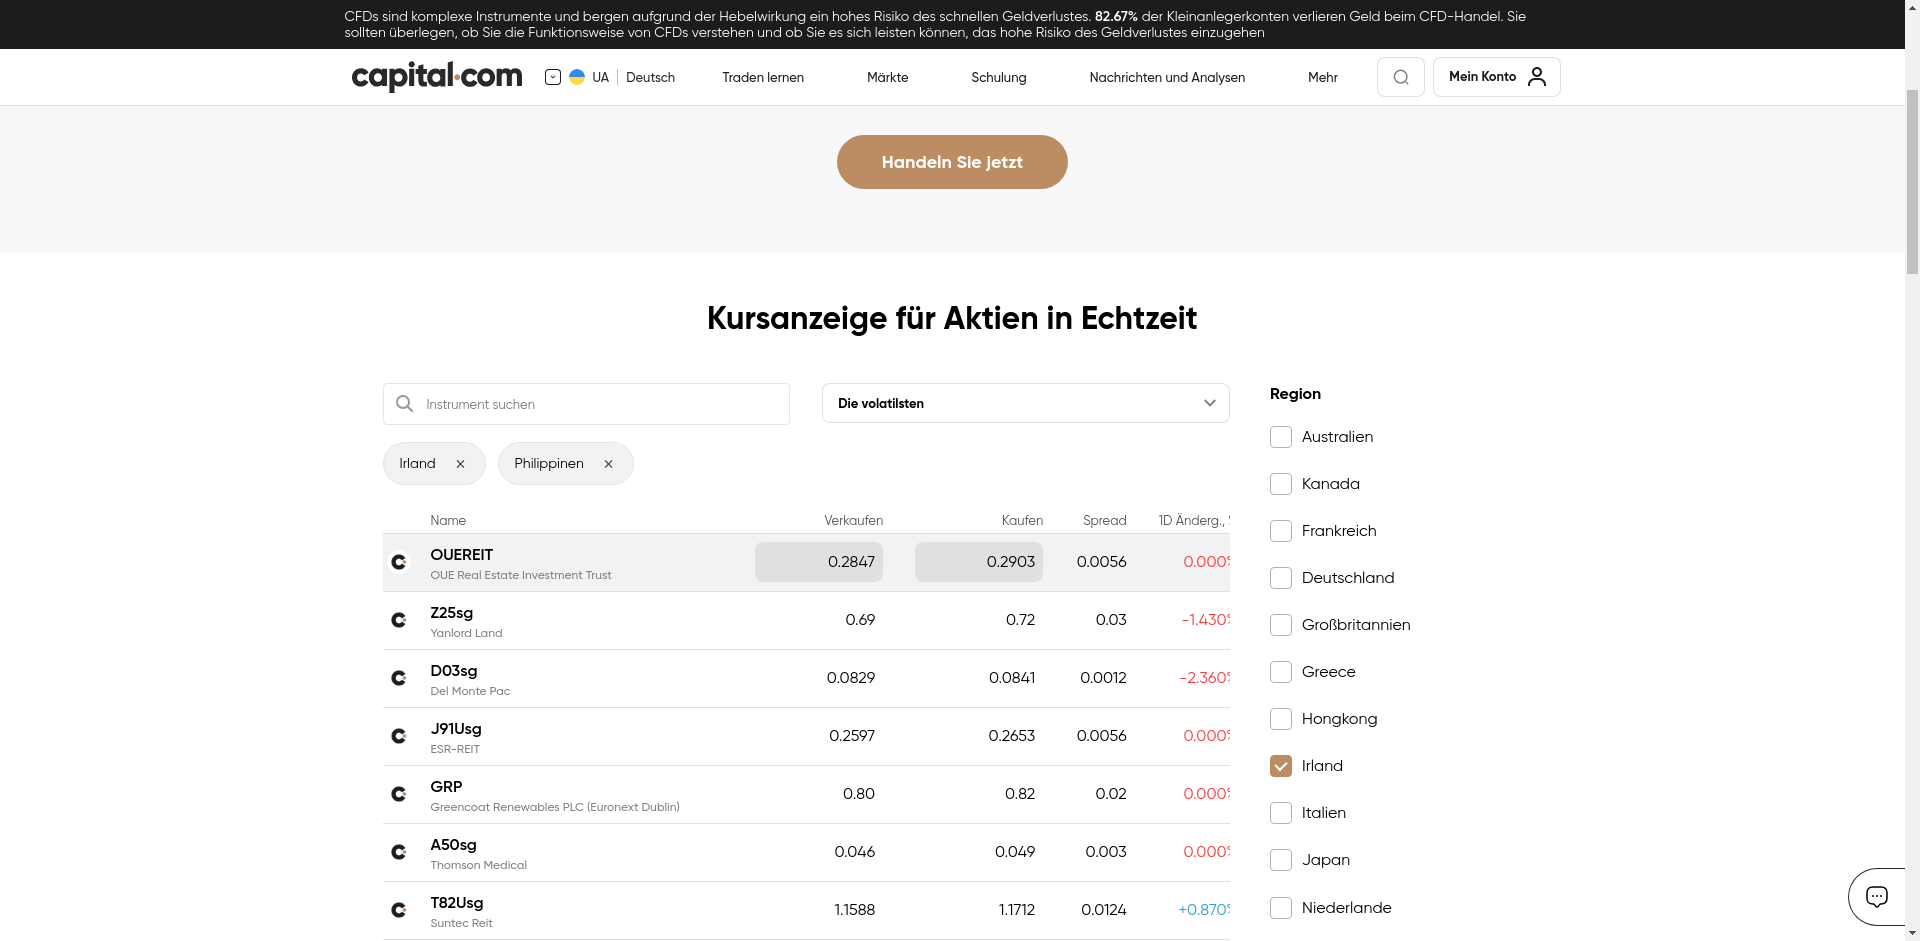 CFDs sind komplexe Instrumente und bergen aufgrund der Hebelwirkung ein hohes Risiko des schnellen Geldverlustes. 82.67% der Kleinanlegerkonten verlieren Geld beim CFD-Handel. Sie
sollten überlegen, ob Sie die Funktionsweise von CFDs verstehen und ob Sie es sich leisten können, das hohe Risiko des Geldverlustes einzugehen
capital.com UA Deutsch Traden lernen Märkte Schulung Nachrichten und Analysen Mehr Mein Konto
Handeln Sie jetzt
Kursanzeige für Aktien in Echtzeit
Instrument suchen
Die volatilsten
Irland
Philippinen
Name Verkaufen Kaufen Spread 1D Änderg.,
OUEREIT 0.2847 0.2903 0.0056 0.000%
OUE Real Estate Investment Trust
Z25sg 0.69 0.72 0.03 -1.430%
Yanlord Land
D03sg 0.0829 0.0841 0.0012 -2.360%
Del Monte Pac
J91Usg 0.2597 0.2653 0.0056 0.000%
ESR-REIT
GRP 0.80 0.82 0.02 0.000%
Greencoat Renewables PLC (Euronext Dublin)
A50sg 0.046 0.049 0.003 0.000%
Thomson Medical
T82Usg 1.1588 1.1712 0.0124 +0.870%
Suntec Reit
Region
Australien
Kanada
Frankreich
Deutschland
Großbritannien
Greece
Hongkong
Irland
Italien
Japan
Niederlande